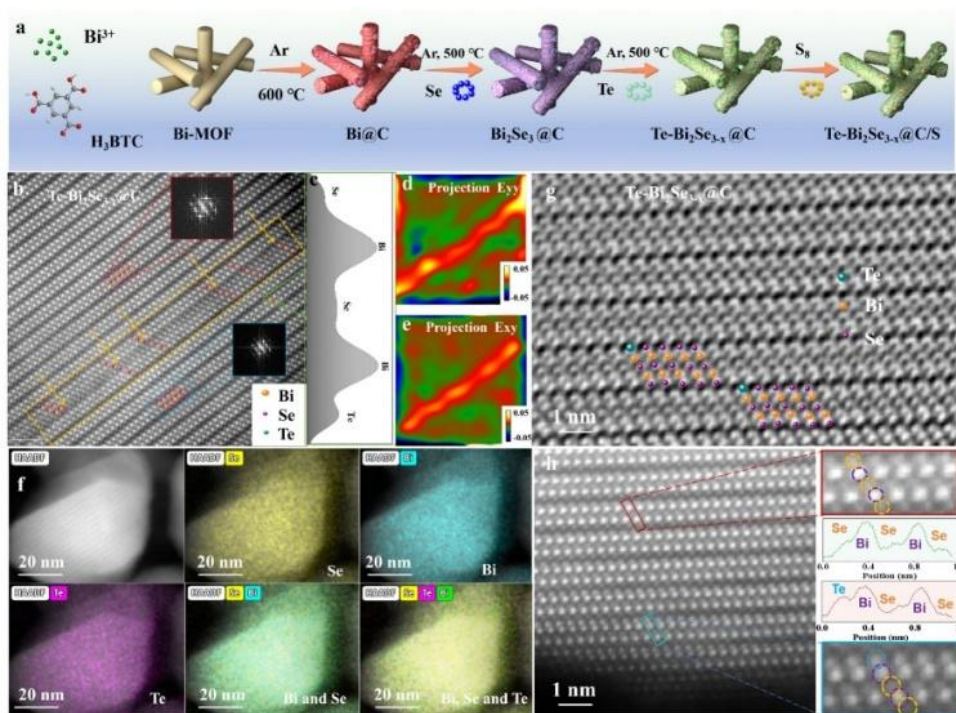 a
Bi³⁺
H₃BTC
Bi-MOF
Ar
600 ℃
Bi@C
Ar, 500 ℃
Se
Bi₂Se₃@C
Ar, 500 ℃
Te
Te-Bi₂Se₃₋ₓ@C
S₈
Te-Bi₂Se₃₋ₓ@C/S
b
Bi
Se
Te
c
Se
Bi
Se
Bi
Te
d
Projection Eyy
0.05
-0.05
e
Projection Exy
0.05
-0.05
g
Te
Bi
Se
1 nm
f
HAADF
20 nm
HAADF Se
20 nm
Se
HAADF Bi
20 nm
Bi
HAADF Te
20 nm
Te
HAADF Se Bi
20 nm
Bi and Se
HAADF Se Te Bi
20 nm
Bi, Se and Te
h
1 nm
Se Bi Se Bi Se
0.0 0.4 0.8
Position (nm)
Te Bi Se Bi Se
0.0 0.4 0.8
Position (nm)